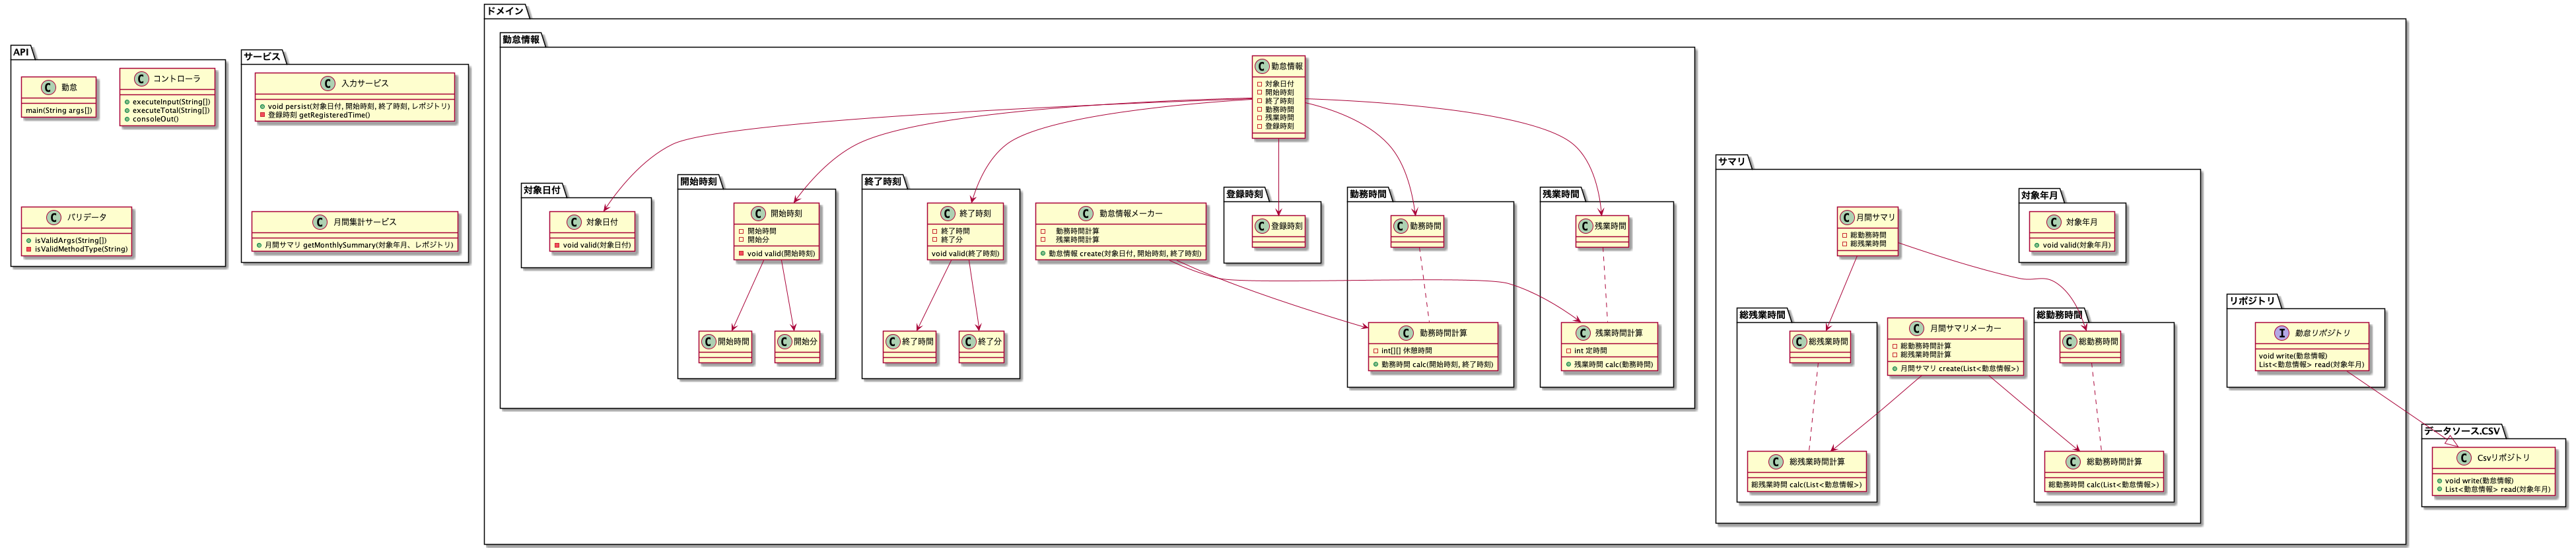 API
勤怠
main(String args[])
コントローラ
executeInput(String[])
executeTotal(String[])
consoleOut()
バリデータ
isValidArgs(String[])
isValidMethodType(String)
サービス
入力サービス
void persist(対象日付, 開始時刻, 終了時刻, レポジトリ)
登録時刻 getRegisteredTime()
月間集計サービス
月間サマリ getMonthlySummary(対象年月、レポジトリ)
ドメイン
勤怠情報
勤怠情報
対象日付
開始時刻
終了時刻
勤務時間
残業時間
登録時刻
対象日付
対象日付
void valid(対象日付)
開始時刻
開始時刻
開始時間
開始分
void valid(開始時刻)
開始時間
開始分
終了時刻
終了時刻
終了時間
終了分
void valid(終了時刻)
終了時間
終了分
勤怠情報メーカー
勤務時間計算
残業時間計算
勤怠情報 create(対象日付, 開始時刻, 終了時刻)
登録時刻
登録時刻
勤務時間
勤務時間
勤務時間計算
int[][] 休憩時間
勤務時間 calc(開始時刻, 終了時刻)
残業時間
残業時間
残業時間計算
int 定時間
残業時間 calc(勤務時間)
サマリ
月間サマリ
総勤務時間
総残業時間
対象年月
対象年月
void valid(対象年月)
総残業時間
総残業時間
総残業時間計算
総残業時間 calc(List<勤怠情報>)
月間サマリメーカー
総勤務時間計算
総残業時間計算
月間サマリ create(List<勤怠情報>)
総勤務時間
総勤務時間
総勤務時間計算
総勤務時間 calc(List<勤怠情報>)
リポジトリ
勤怠リポジトリ
void write(勤怠情報)
List<勤怠情報> read(対象年月)
データソース.CSV
Csvリポジトリ
void write(勤怠情報)
List<勤怠情報> read(対象年月)